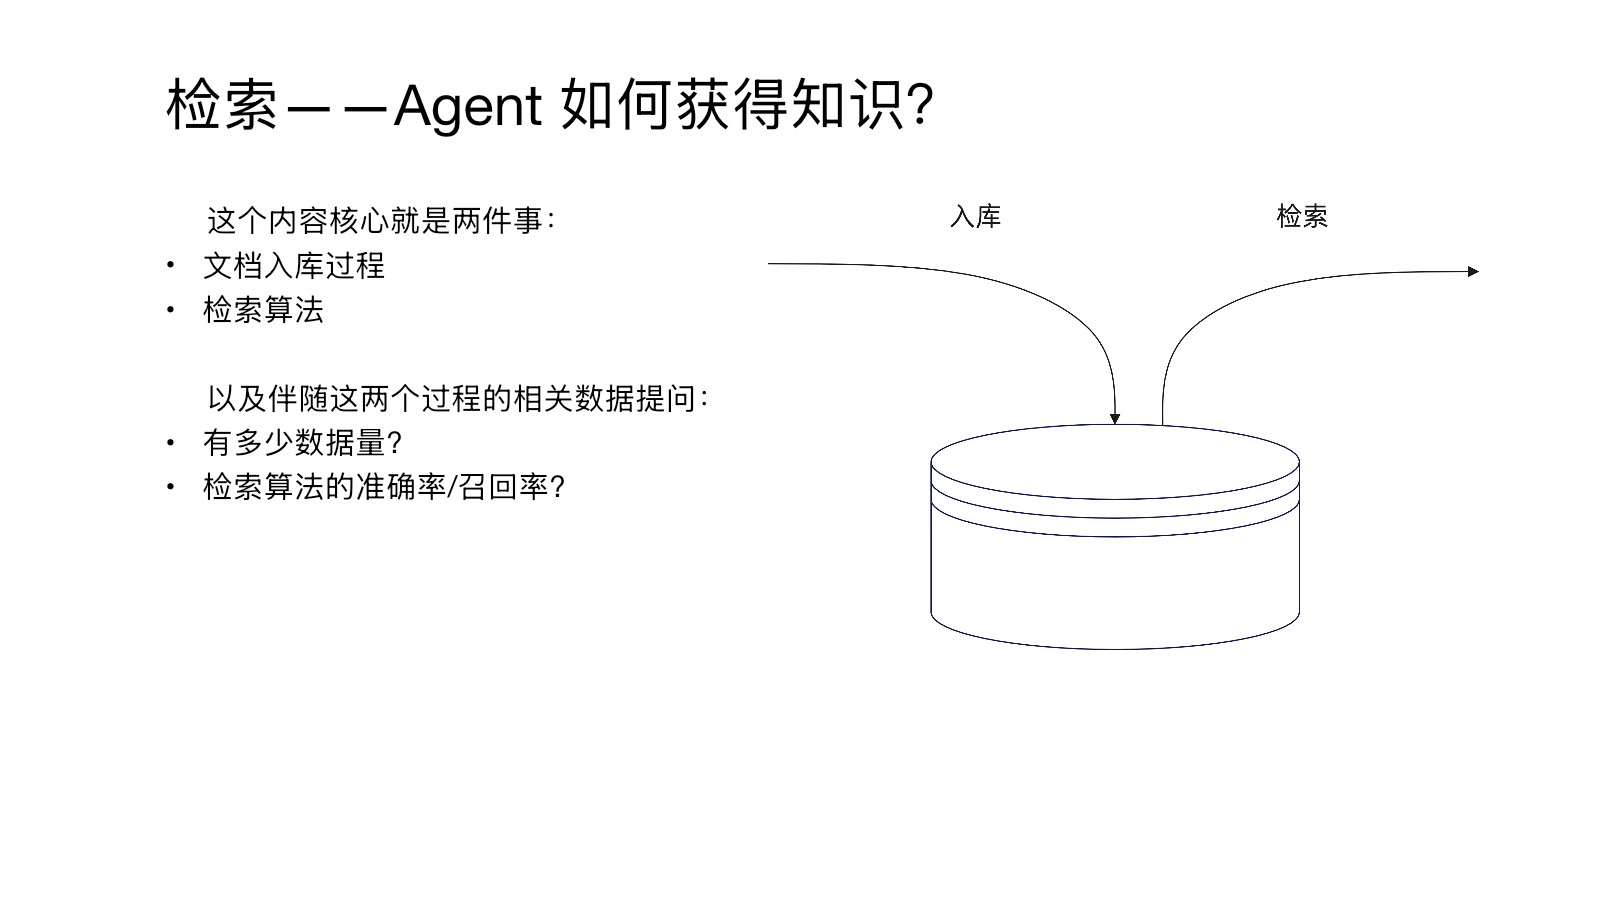 检索——Agent 如何获得知识？
这个内容核心就是两件事：
• 文档入库过程
• 检索算法
以及伴随这两个过程的相关数据提问：
• 有多少数据量？
• 检索算法的准确率/召回率？
入库
检索